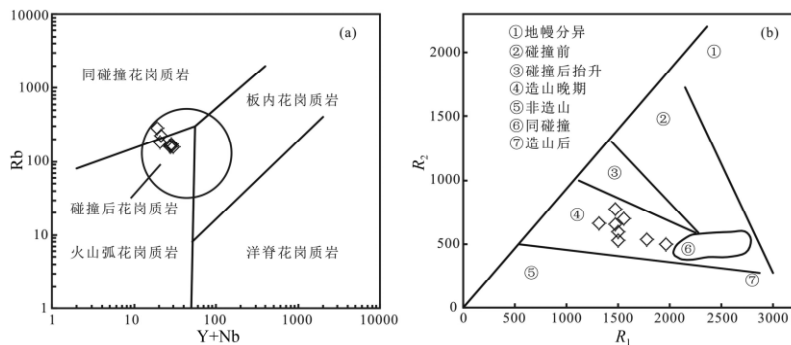 (a)
10000
1000
100
10
1
Rb
同碰撞花岗质岩
板内花岗质岩
碰撞后花岗质岩
火山弧花岗质岩
洋脊花岗质岩
1 10 100 1000 10000
Y+Nb
(b)
①地幔分异
②碰撞前
③碰撞后抬升
④造山晚期
⑤非造山
⑥同碰撞
⑦造山后
2000
1500
1000
500
0
R₂
①
②
③
④
⑤
⑥
⑦
0 500 1000 1500 2000 2500 3000
R₁